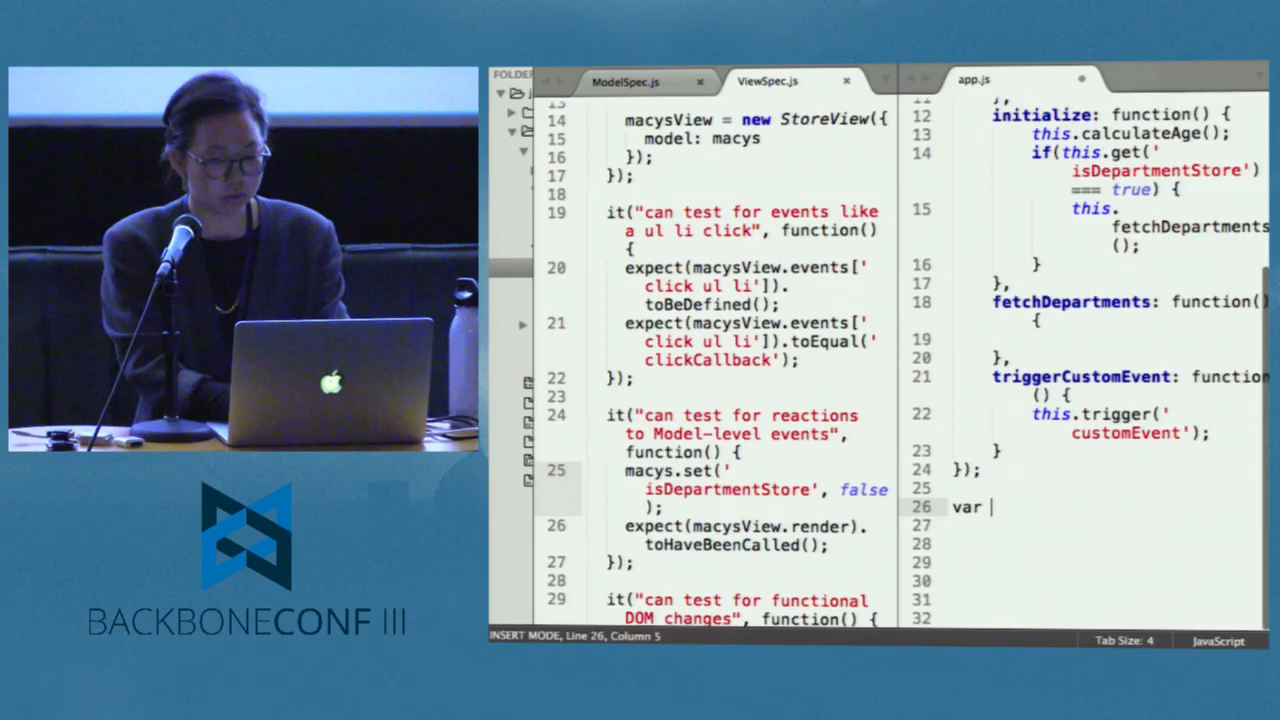 FOLDER
ModelSpec.js
ViewSpec.js
13
14 macysView = new StoreView({
15 model: macys
16 });
17 });
18
19 it("can test for events like
a ul li click", function()
{
20 expect(macysView.events['
click ul li']).
toBeDefined();
21 expect(macysView.events['
click ul li']).toEqual('
clickCallback');
22 });
23
24 it("can test for reactions
to Model-level events",
function() {
25 macys.set('
isDepartmentStore', false
);
26 expect(macysView.render).
toHaveBeenCalled();
27 });
28
29 it("can test for functional
DOM changes", function() {
app.js
11 },
12 initialize: function() {
13 this.calculateAge();
14 if(this.get('
isDepartmentStore')
=== true) {
15 this.
fetchDepartments
();
16 }
17 },
18 fetchDepartments: function()
{
19
20 },
21 triggerCustomEvent: function
() {
22 this.trigger('
customEvent');
23 }
24 });
25
26 var
27
28
29
30
31
32
INSERT MODE, Line 26, Column 5
Tab Size: 4
JavaScript
BACKBONECONF III